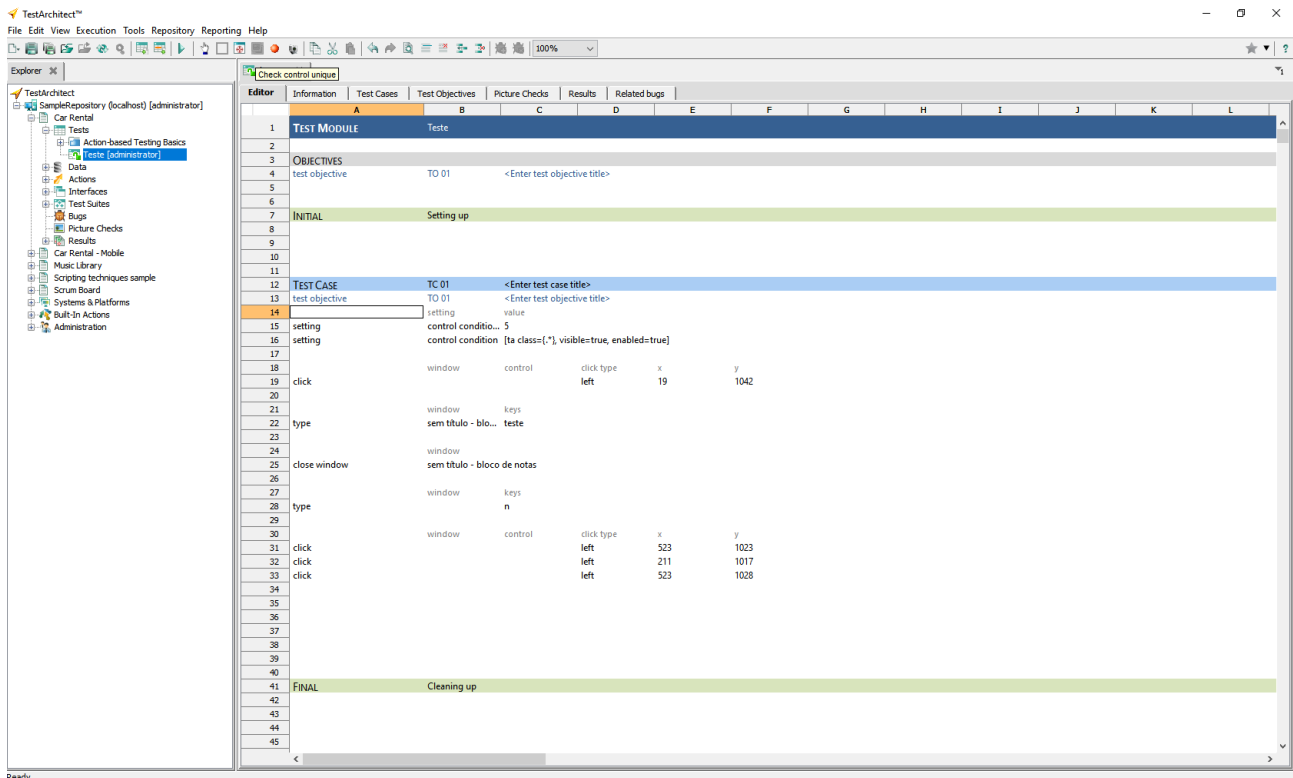 TestArchitect™
File Edit View Execution Tools Repository Reporting Help
100%
?
Explorer
Check control unique
TestArchitect
SampleRepository (localhost) [administrator]
Car Rental
Tests
Action-based Testing Basics
Teste [administrator]
Data
Actions
Interfaces
Test Suites
Bugs
Picture Checks
Results
Car Rental - Mobile
Music Library
Scripting techniques sample
Scrum Board
Systems & Platforms
Built-In Actions
Administration
Editor Information Test Cases Test Objectives Picture Checks Results Related bugs
A B C D E F G H I J K L
1 TEST MODULE Teste
2
3 OBJECTIVES
4 test objective TO 01 <Enter test objective title>
5
6
7 INITIAL Setting up
8
9
10
11
12 TEST CASE TC 01 <Enter test case title>
13 test objective TO 01 <Enter test objective title>
14 setting value
15 setting control conditio... 5
16 setting control condition [ta class={.*}, visible=true, enabled=true]
17
18 window control click type x y
19 click left 19 1042
20
21 window keys
22 type sem título - blo... teste
23
24 window
25 close window sem título - bloco de notas
26
27 window keys
28 type n
29
30 window control click type x y
31 click left 523 1023
32 click left 211 1017
33 click left 523 1028
34
35
36
37
38
39
40
41 FINAL Cleaning up
42
43
44
45
Ready